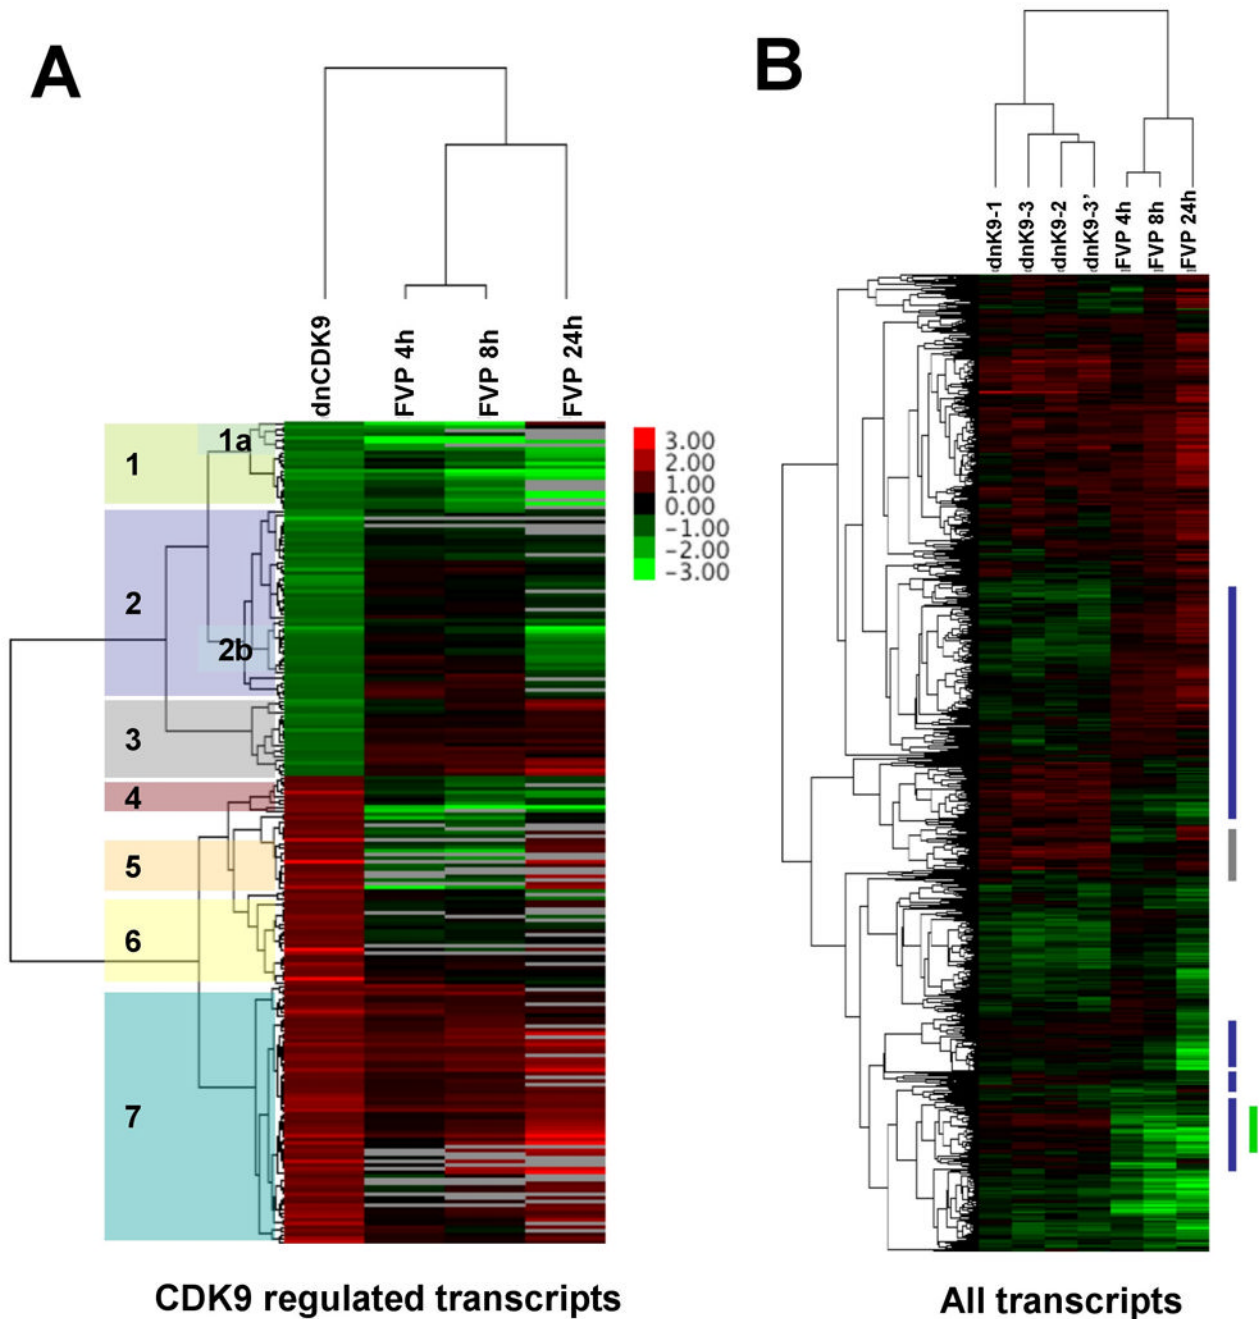 A
B
dnCDK9
FVP 4h
FVP 8h
FVP 24h
dnK9-1
dnK9-3
dnK9-2
dnK9-3'
FVP 4h
FVP 8h
FVP 24h
1
1a
2
2b
3
4
5
6
7
3.00
2.00
1.00
0.00
-1.00
-2.00
-3.00
CDK9 regulated transcripts
All transcripts